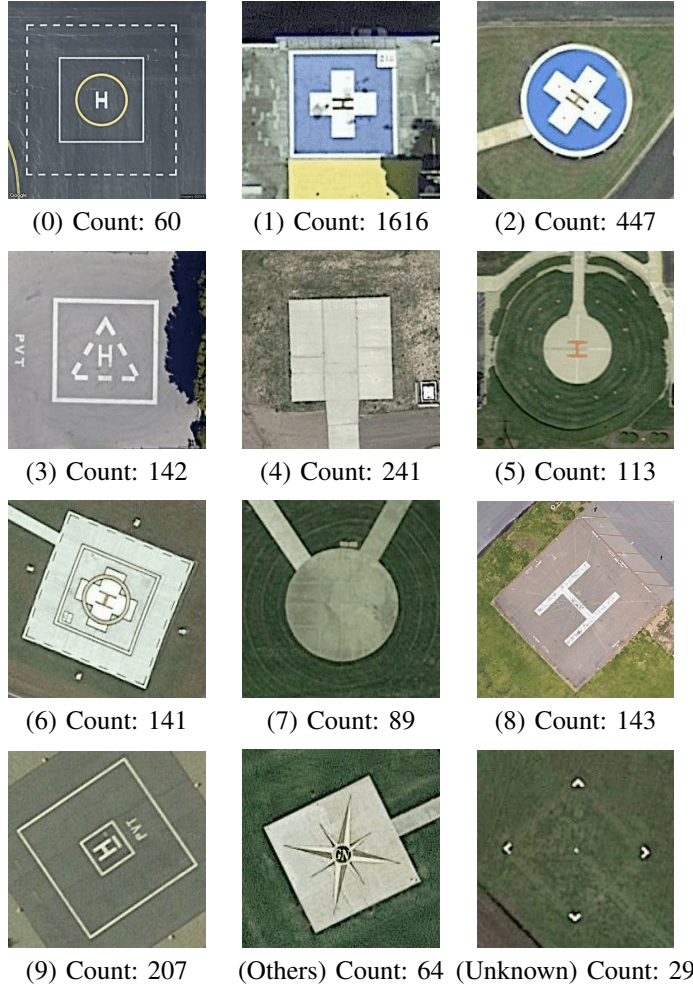 H
Google
H
H
(0) Count: 60 (1) Count: 1616 (2) Count: 447
PVT
H
H
(3) Count: 142 (4) Count: 241 (5) Count: 113
H
H
(6) Count: 141 (7) Count: 89 (8) Count: 143
H
PVT
GN
(9) Count: 207 (Others) Count: 64 (Unknown) Count: 29